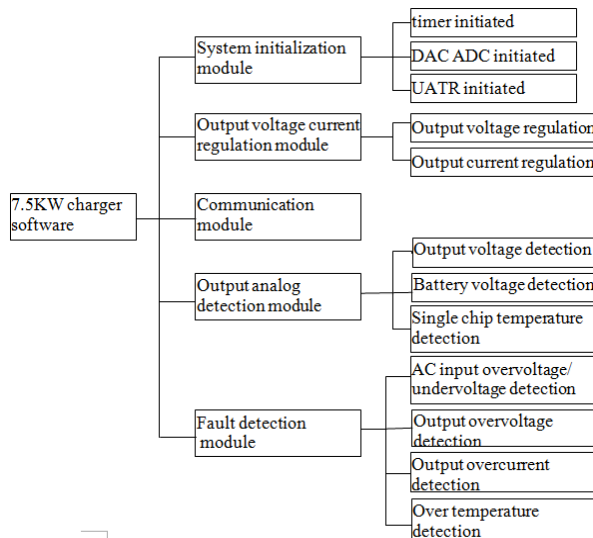 7.5KW charger
software
System initialization
module
timer initiated
DAC ADC initiated
UATR initiated
Output voltage current
regulation module
Output voltage regulation
Output current regulation
Communication
module
Output analog
detection module
Output voltage detection
Battery voltage detection
Single chip temperature
detection
Fault detection
module
AC input overvoltage/
undervoltage detection
Output overvoltage
detection
Output overcurrent
detection
Over temperature
detection